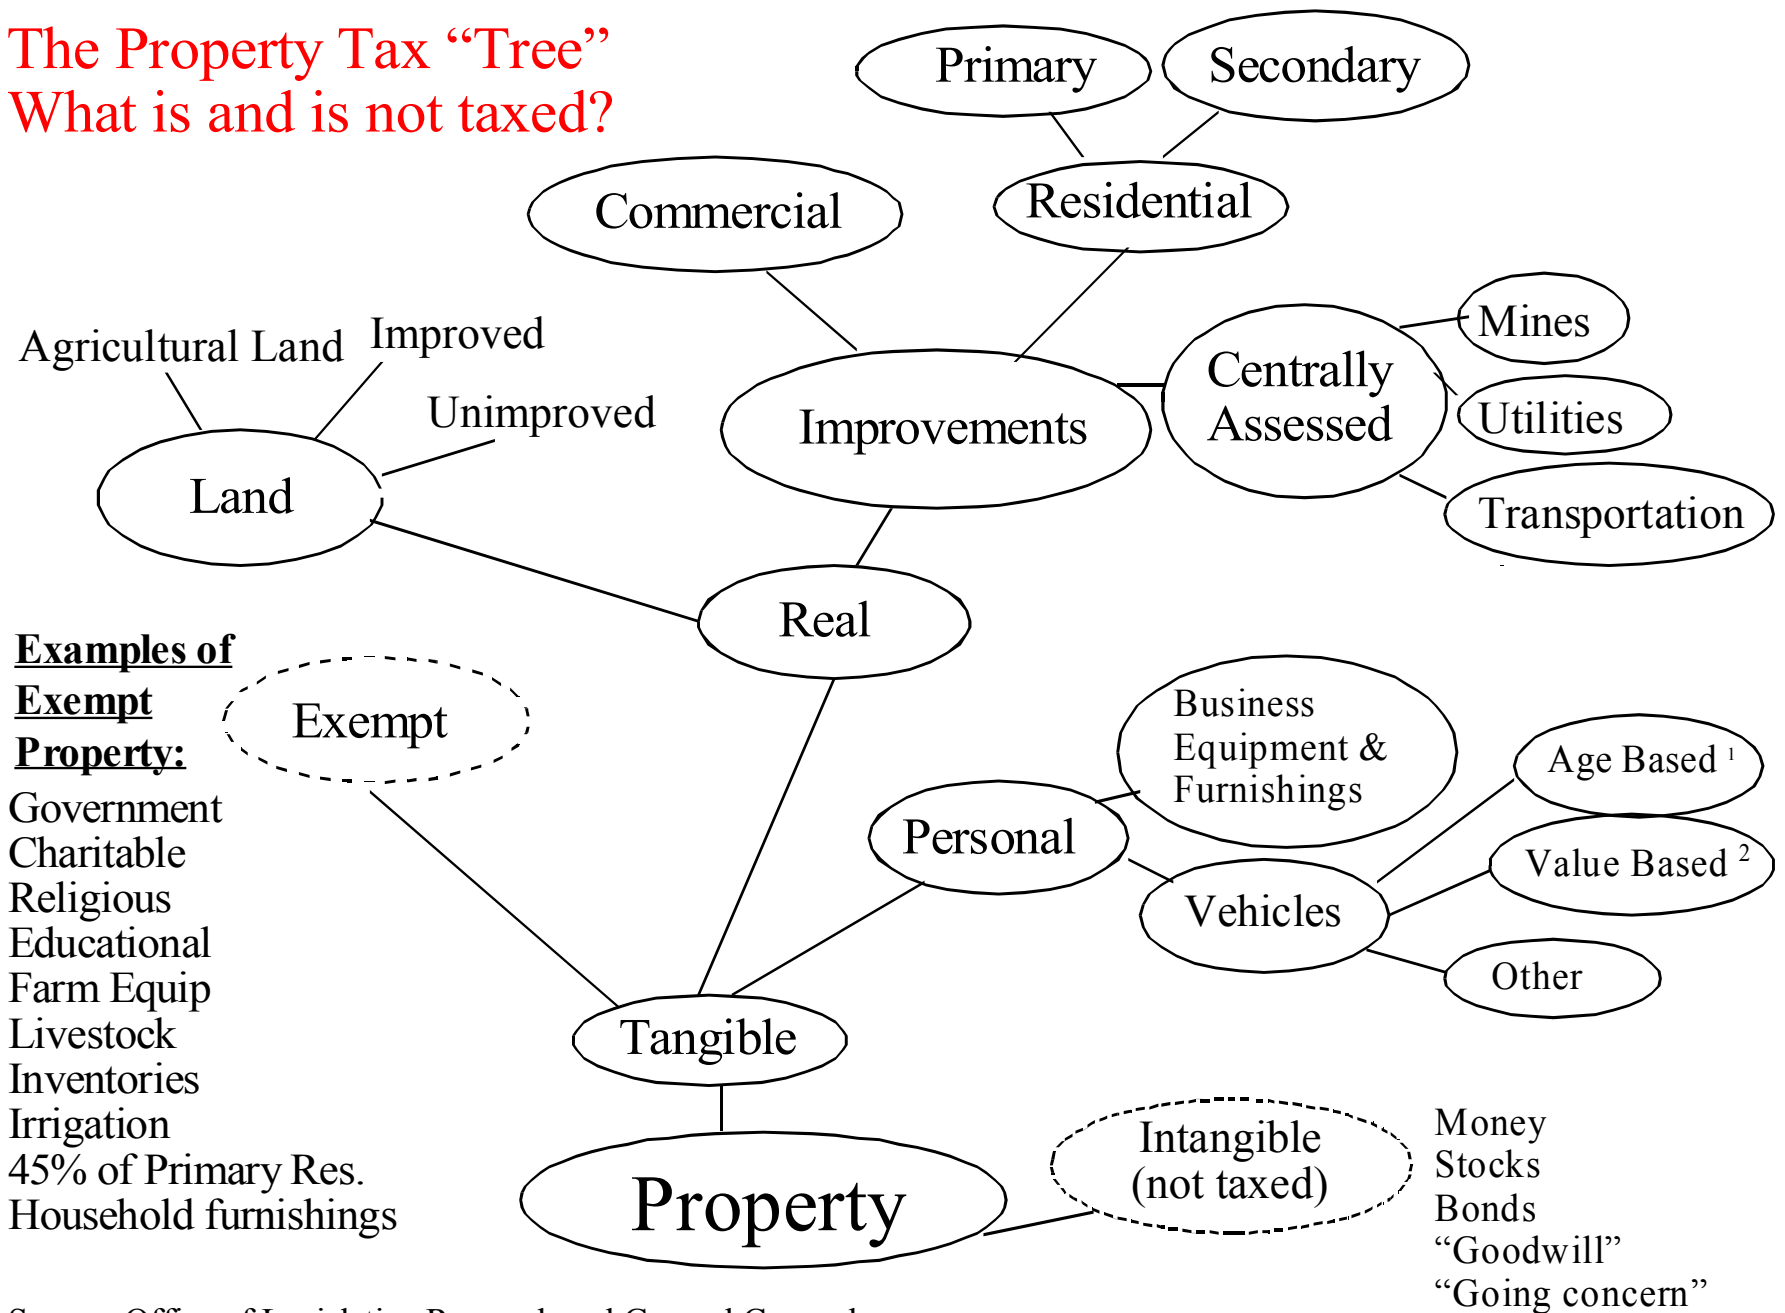 The Property Tax “Tree”
What is and is not taxed?
Primary
Secondary
Commercial
Residential
Mines
Agricultural Land
Improved
Centrally
Assessed
Unimproved
Improvements
Utilities
Land
Transportation
Real
Examples of
Exempt
Property:
Exempt
Business
Equipment &
Furnishings
Age Based 1
Government
Charitable
Religious
Educational
Farm Equip
Livestock
Inventories
Irrigation
45% of Primary Res.
Household furnishings
Personal
Value Based 2
Vehicles
Other
Tangible
Property
Intangible
(not taxed)
Money
Stocks
Bonds
“Goodwill”
“Going concern”